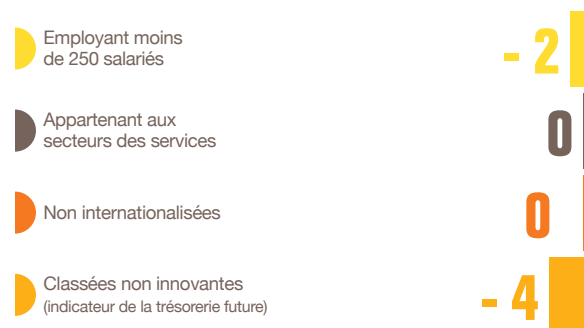 Employant moins
de 250 salariés
- 2
Appartenant aux
secteurs des services
0
Non internationalisées
0
Classées non innovantes
(indicateur de la trésorerie future)
- 4